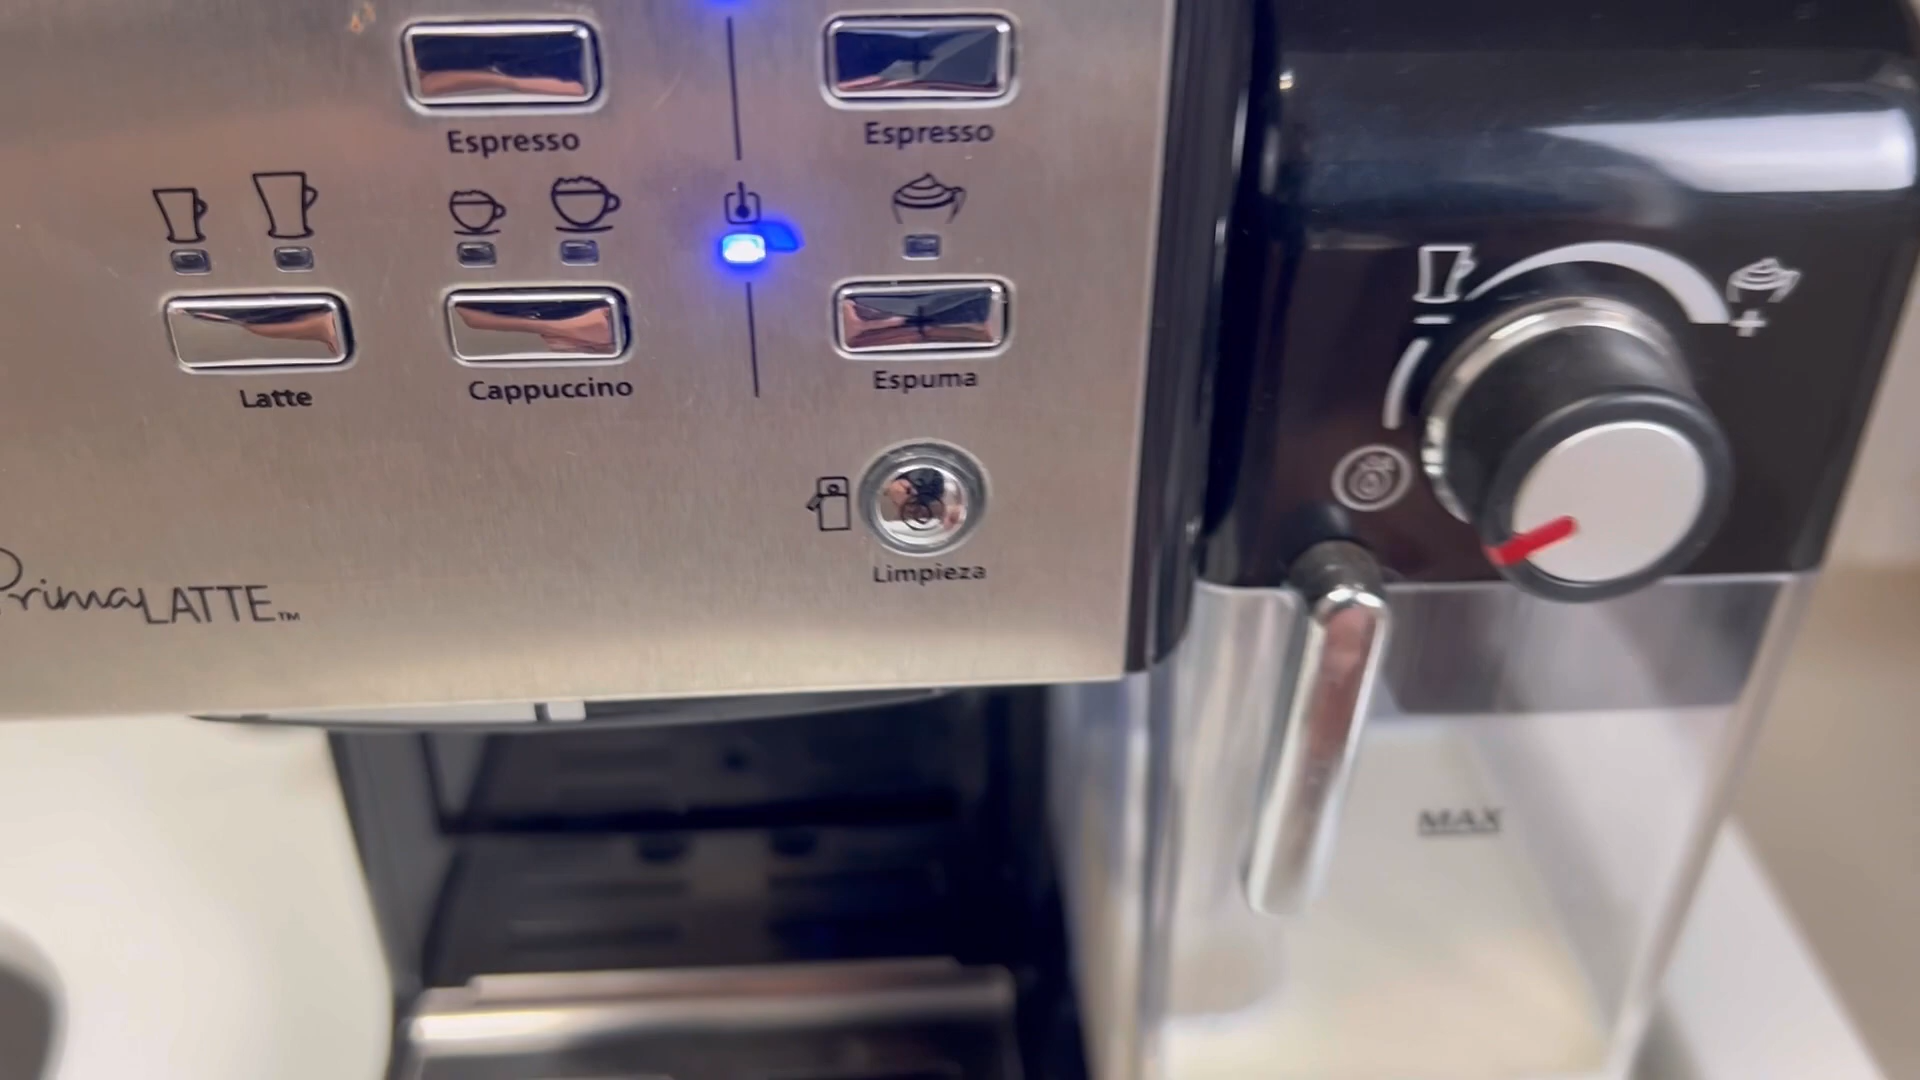 Espresso
Espresso
Latte
Cappuccino
Espuma
Limpieza
PrimaLATTE™
MAX